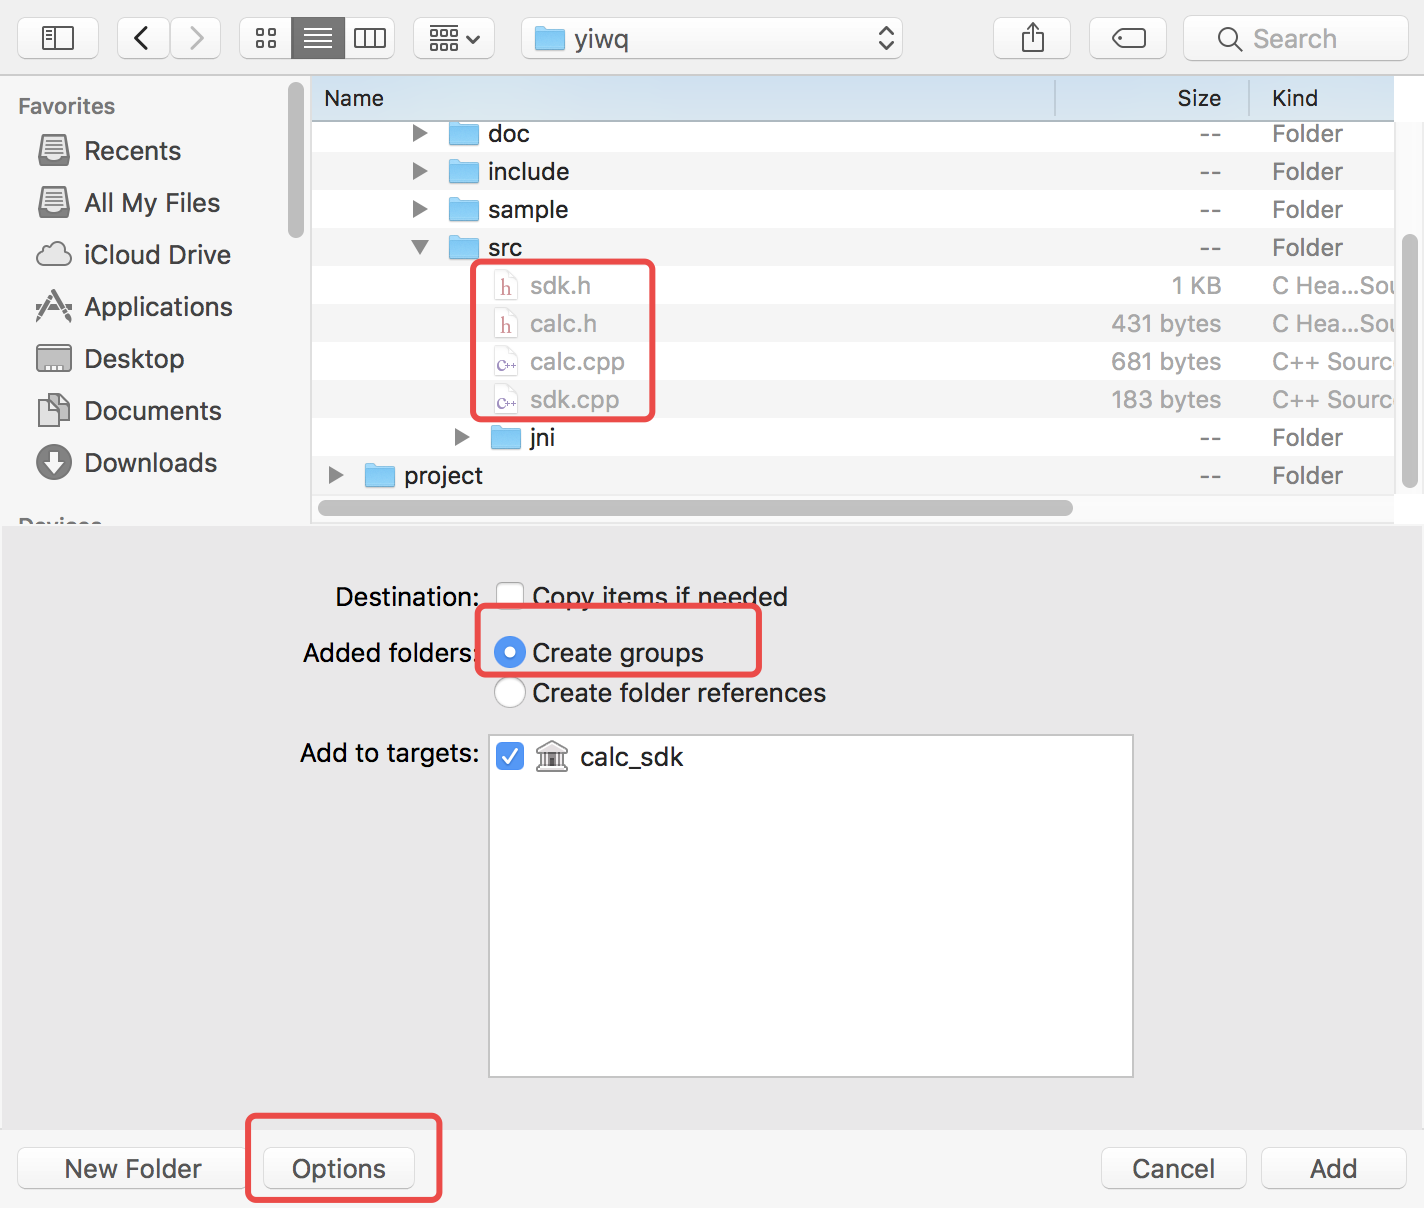 yiwq
Search
Favorites
Recents
All My Files
iCloud Drive
Applications
Desktop
Documents
Downloads
Devices
Name Size Kind
doc -- Folder
include -- Folder
sample -- Folder
src -- Folder
h sdk.h 1 KB C Hea...Sou
h calc.h 431 bytes C Hea...Sou
C++ calc.cpp 681 bytes C++ Sourc
C++ sdk.cpp 183 bytes C++ Sourc
jni -- Folder
project -- Folder
Destination: Copy items if needed
Added folders: Create groups
Create folder references
Add to targets: calc_sdk
New Folder Options Cancel Add